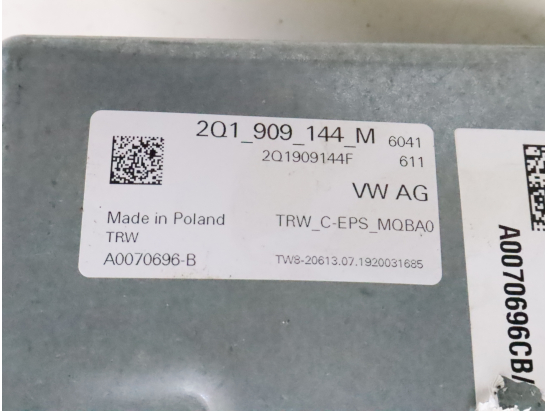 2Q1_909_144_M 6041
2Q1909144F 611
VW AG
Made in Poland TRW_C-EPS_MQBA0
TRW
A0070696-B TW8-20613.07.1920031685
A0070696CB/